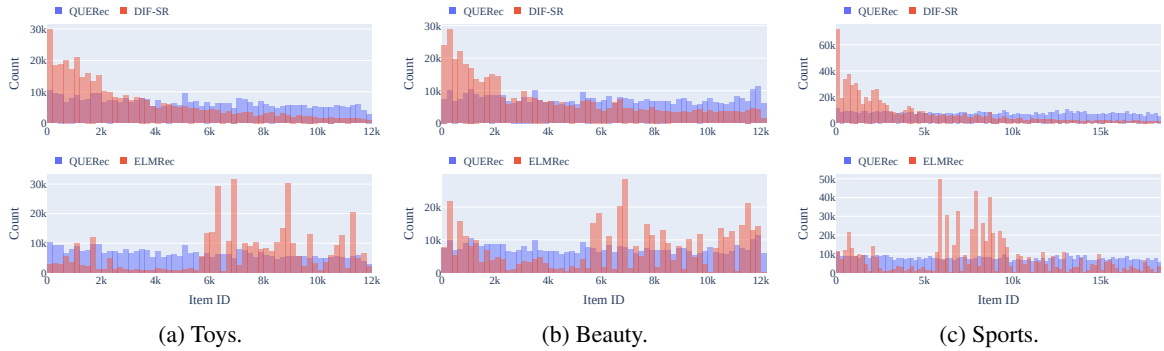 QUERec DIF-SR
30k
20k
10k
0
Count
0 2k 4k 6k 8k 10k 12k
QUERec ELMRec
30k
20k
10k
0
Count
0 2k 4k 6k 8k 10k 12k
Item ID
(a) Toys.
QUERec DIF-SR
30k
20k
10k
0
Count
0 2k 4k 6k 8k 10k 12k
QUERec ELMRec
20k
10k
0
Count
0 2k 4k 6k 8k 10k 12k
Item ID
(b) Beauty.
QUERec DIF-SR
60k
40k
20k
0
Count
5k 10k 15k
QUERec ELMRec
50k
40k
30k
20k
10k
0
Count
5k 10k 15k
Item ID
(c) Sports.